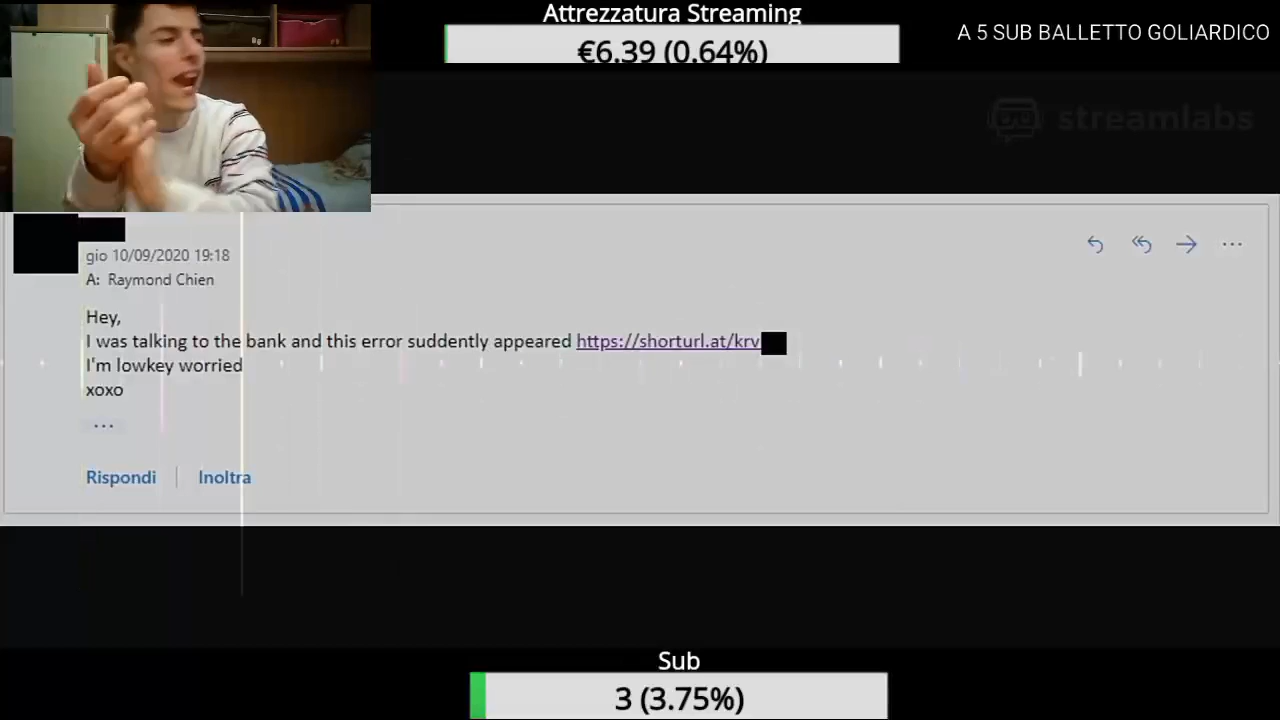 Attrezzatura Streaming
€6.39 (0.64%)
A 5 SUB BALLETTO GOLIARDICO
streamlabs
gio 10/09/2020 19:18
A: Raymond Chien
Hey,
I was talking to the bank and this error suddently appeared https://shorturl.at/krv
I'm lowkey worried
xoxo
...
Rispondi | Inoltra
Sub
3 (3.75%)